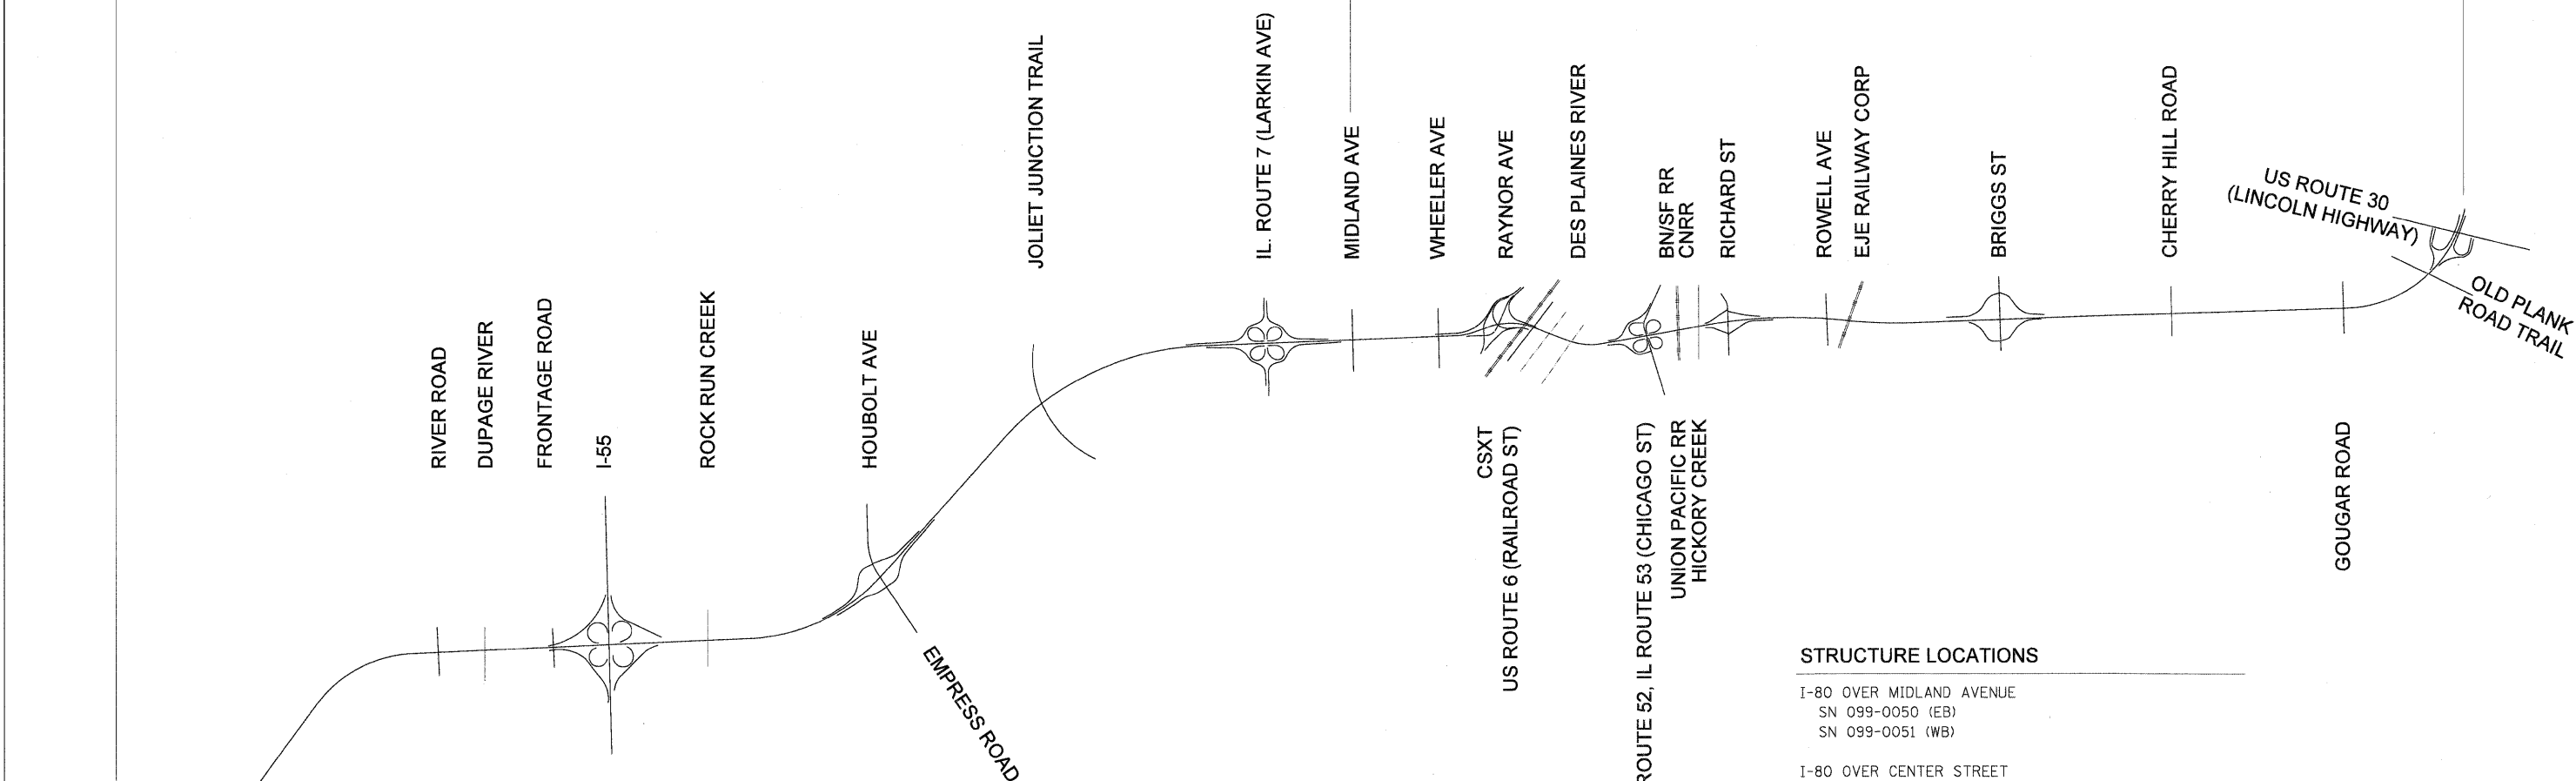 RIVER ROAD
DUPAGE RIVER
FRONTAGE ROAD
I-55
ROCK RUN CREEK
HOUBOLT AVE
EMPRESS ROAD
JOLIET JUNCTION TRAIL
IL. ROUTE 7 (LARKIN AVE)
MIDLAND AVE
WHEELER AVE
RAYNOR AVE
DES PLAINES RIVER
BN/SF RR
CNRR
RICHARD ST
ROWELL AVE
EJE RAILWAY CORP
BRIGGS ST
CHERRY HILL ROAD
US ROUTE 30
(LINCOLN HIGHWAY)
OLD PLANK
ROAD TRAIL
CSXT
US ROUTE 6 (RAILROAD ST)
ROUTE 52, IL ROUTE 53 (CHICAGO ST)
UNION PACIFIC RR
HICKORY CREEK
GOUGAR ROAD
STRUCTURE LOCATIONS
I-80 OVER MIDLAND AVENUE
SN 099-0050 (EB)
SN 099-0051 (WB)
I-80 OVER CENTER STREET